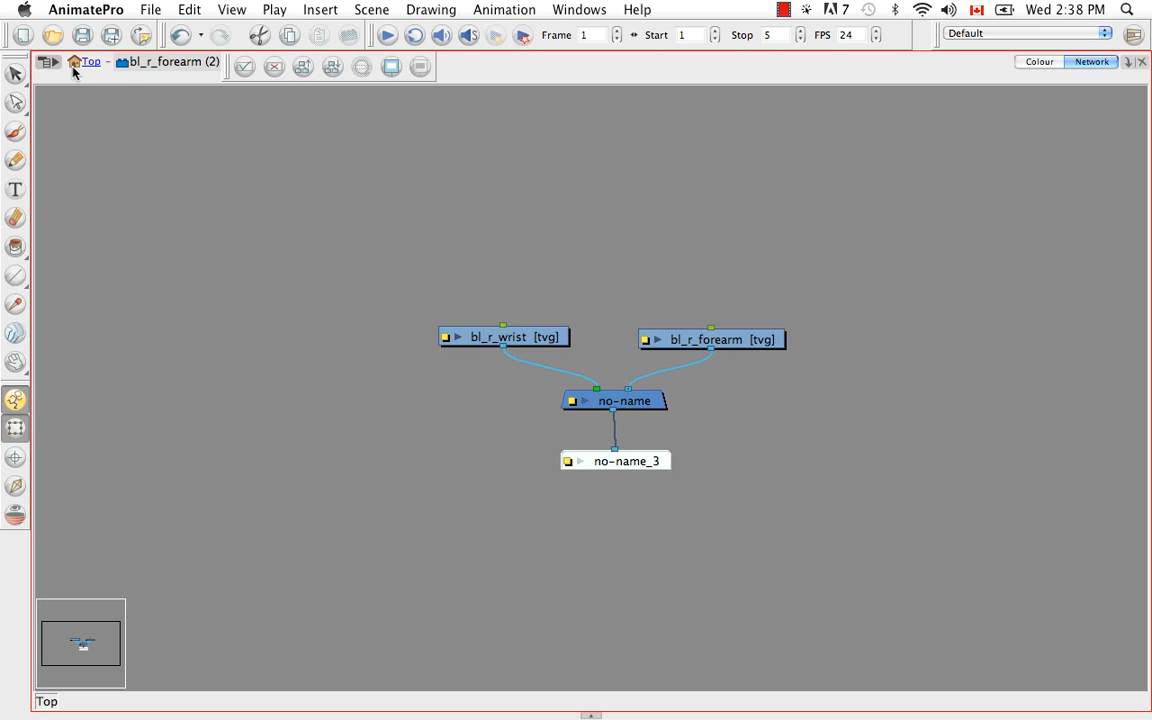 AnimatePro File Edit View Play Insert Scene Drawing Animation Windows Help 7 Wed 2:38 PM
Frame 1 Start 1 Stop 5 FPS 24 Default
Top - bl_r_forearm (2) Colour Network
T
bl_r_wrist [tvg] bl_r_forearm [tvg]
no-name
no-name_3
Top